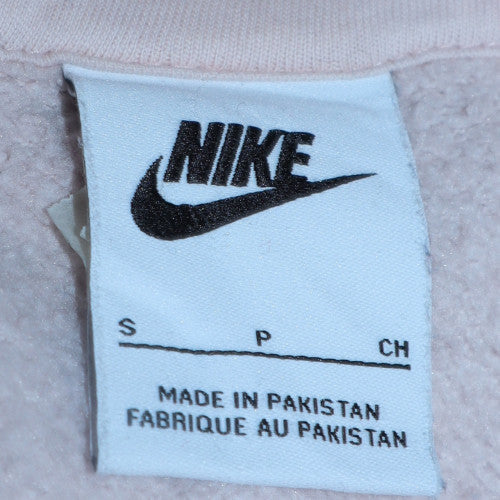 NIKE
S P CH
MADE IN PAKISTAN
FABRIQUE AU PAKISTAN